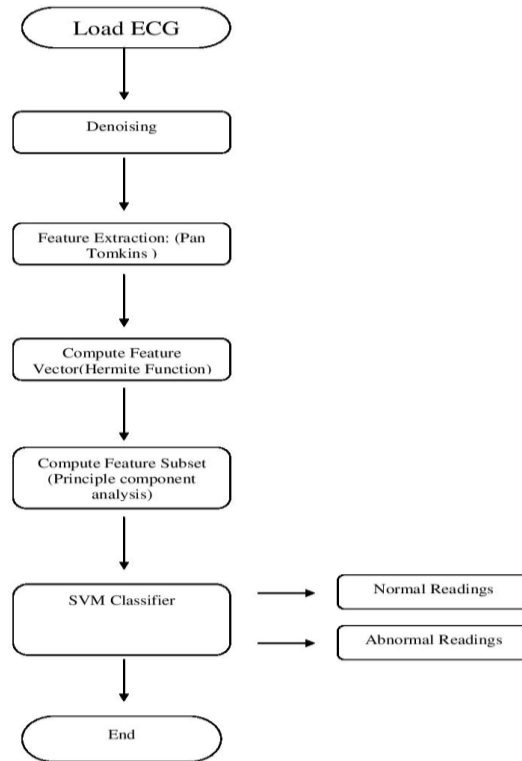 Load ECG
Denoising
Feature Extraction: (Pan
Tomkins )
Compute Feature
Vector(Hermite Function)
Compute Feature Subset
(Principle component
analysis)
SVM Classifier
Normal Readings
Abnormal Readings
End